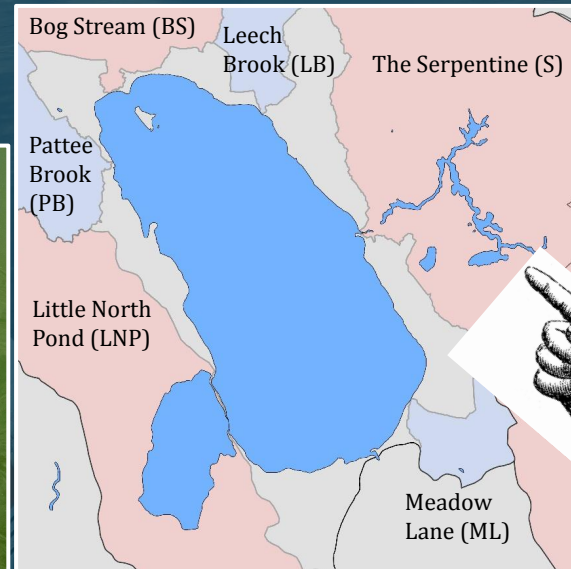 Bog Stream (BS)
Leech
Brook (LB)
The Serpentine (S)
Pattee
Brook
(PB)
Little North
Pond (LNP)
Meadow
Lane (ML)